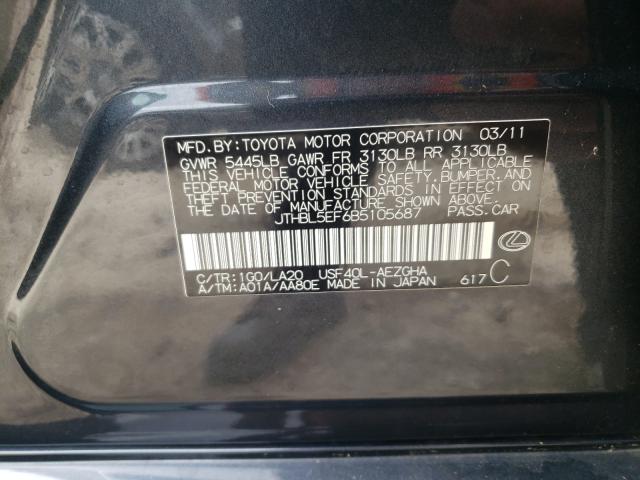 MFD. BY: TOYOTA MOTOR CORPORATION 03/11
GVWR 5445LB GAWR FR 3130LB RR 3130LB
THIS VEHICLE CONFORMS TO ALL APPLICABLE
FEDERAL MOTOR VEHICLE SAFETY, BUMPER, AND
THEFT PREVENTION STANDARDS IN EFFECT ON
THE DATE OF MANUFACTURE SHOWN ABOVE.
JTHBL5EF6B5105687 PASS. CAR
C/TR: 1G0/LA20 USF40L-AEZGHA
A/TM: A01A/AA80E MADE IN JAPAN 617 C